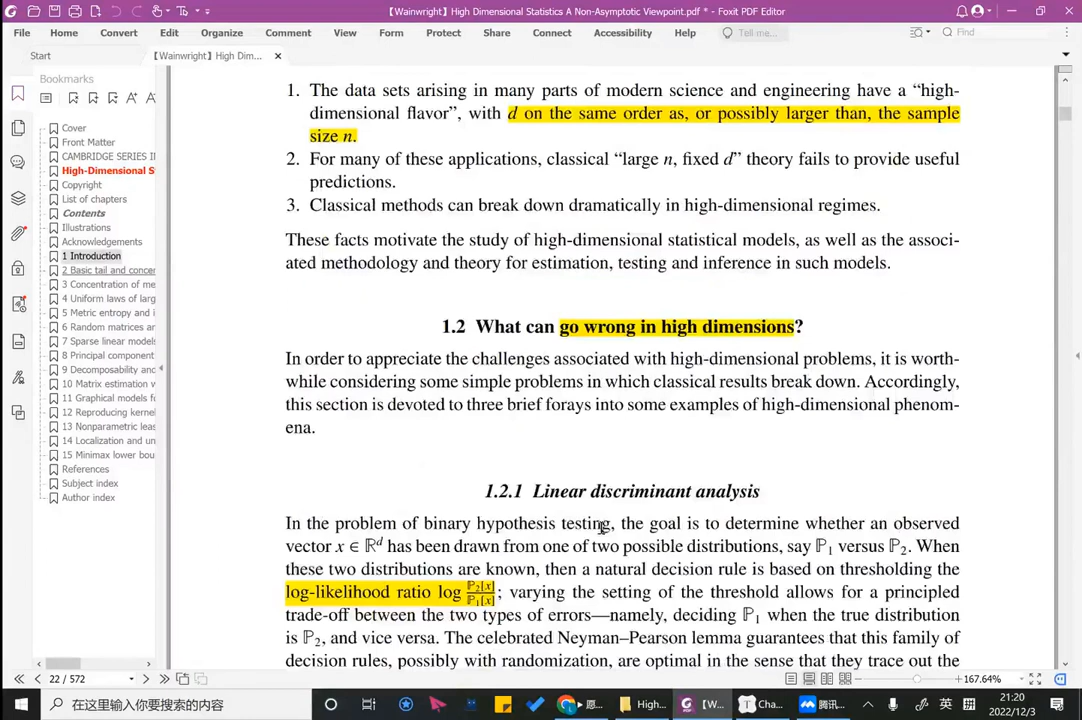 【Wainwright】High Dimensional Statistics A Non-Asymptotic Viewpoint.pdf * - Foxit PDF Editor
File Home Convert Edit Organize Comment View Form Protect Share Connect Accessibility Help Tell me... Find
Start 【Wainwright】High Dim...
Bookmarks
Cover
Front Matter
CAMBRIDGE SERIES I
High-Dimensional S
Copyright
List of chapters
Contents
Illustrations
Acknowledgements
1 Introduction
2 Basic tail and concer
3 Concentration of me
4 Uniform laws of larg
5 Metric entropy and i
6 Random matrices ar
7 Sparse linear models
8 Principal component
9 Decomposability and
10 Matrix estimation w
11 Graphical models fo
12 Reproducing kernel
13 Nonparametric leas
14 Localization and un
15 Minimax lower bou
References
Subject index
Author index
1. The data sets arising in many parts of modern science and engineering have a “high-
dimensional flavor”, with d on the same order as, or possibly larger than, the sample
size n.
2. For many of these applications, classical “large n, fixed d” theory fails to provide useful
predictions.
3. Classical methods can break down dramatically in high-dimensional regimes.
These facts motivate the study of high-dimensional statistical models, as well as the associ-
ated methodology and theory for estimation, testing and inference in such models.
1.2 What can go wrong in high dimensions?
In order to appreciate the challenges associated with high-dimensional problems, it is worth-
while considering some simple problems in which classical results break down. Accordingly,
this section is devoted to three brief forays into some examples of high-dimensional phenom-
ena.
1.2.1 Linear discriminant analysis
In the problem of binary hypothesis testing, the goal is to determine whether an observed
vector x ∈ ℝᵈ has been drawn from one of two possible distributions, say ℙ₁ versus ℙ₂. When
these two distributions are known, then a natural decision rule is based on thresholding the
log-likelihood ratio log ℙ₂[x]/ℙ₁[x]; varying the setting of the threshold allows for a principled
trade-off between the two types of errors—namely, deciding ℙ₁ when the true distribution
is ℙ₂, and vice versa. The celebrated Neyman–Pearson lemma guarantees that this family of
decision rules, possibly with randomization, are optimal in the sense that they trace out the
22 / 572 167.64%
在这里输入你要搜索的内容 愿... High... 【W... Cha... 腾讯... 英 拼 21:20
2022/12/3